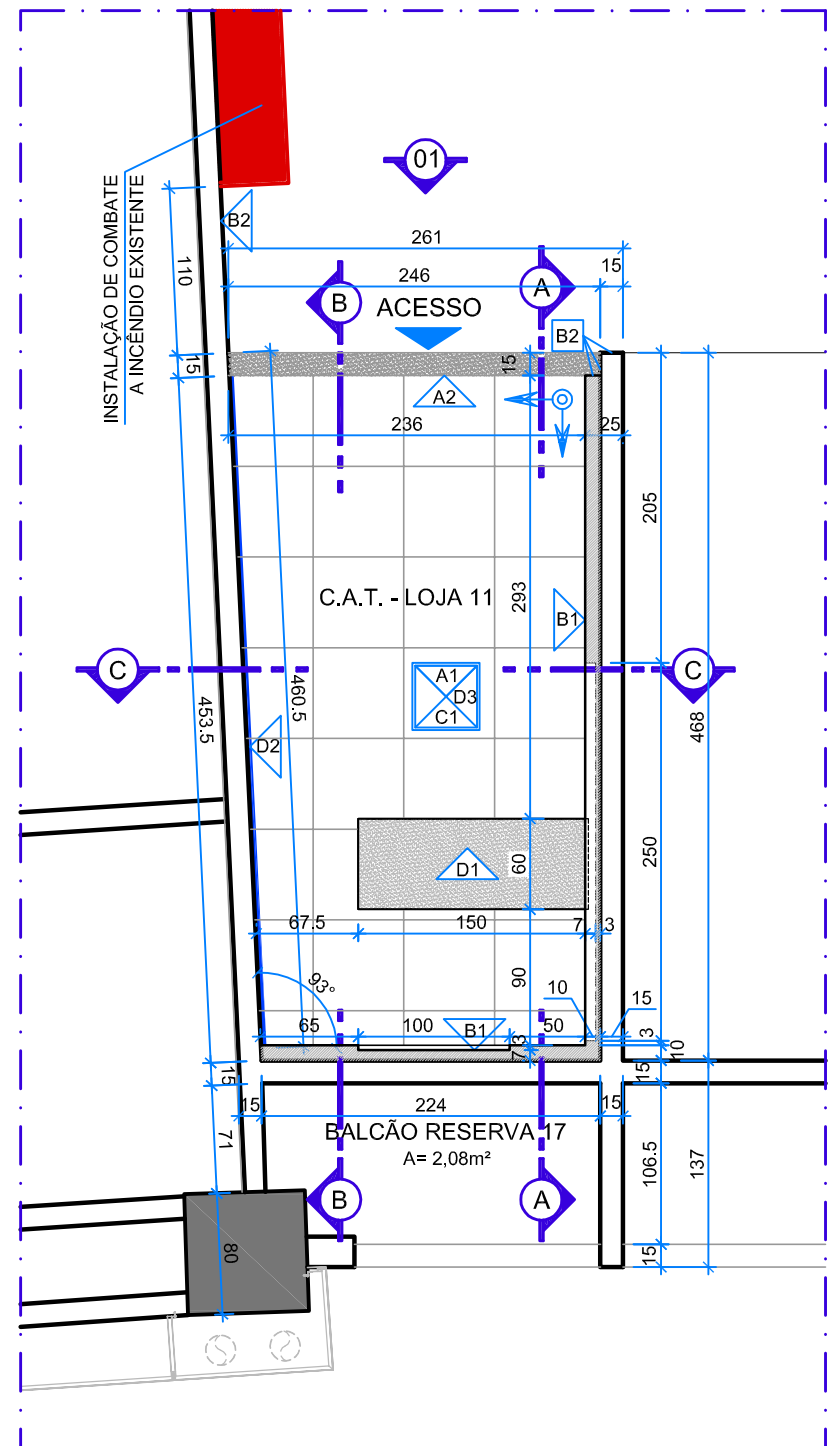 01
INSTALAÇÃO DE COMBATE
A INCÊNDIO EXISTENTE
B2
110
261
246
15
B
A
ACESSO
B2
15
15
A2
236
25
205
C.A.T. - LOJA 11
293
B1
C
C
A1
D3
C1
453.5
460.5
D2
468
250
D1
60
67.5
150
7
3
93°
90
10
15
65
100
B1
50
3
7
3
10
15
15
15
224
15
71
BALCÃO RESERVA 17
A= 2,08m²
106.5
137
B
A
80
15